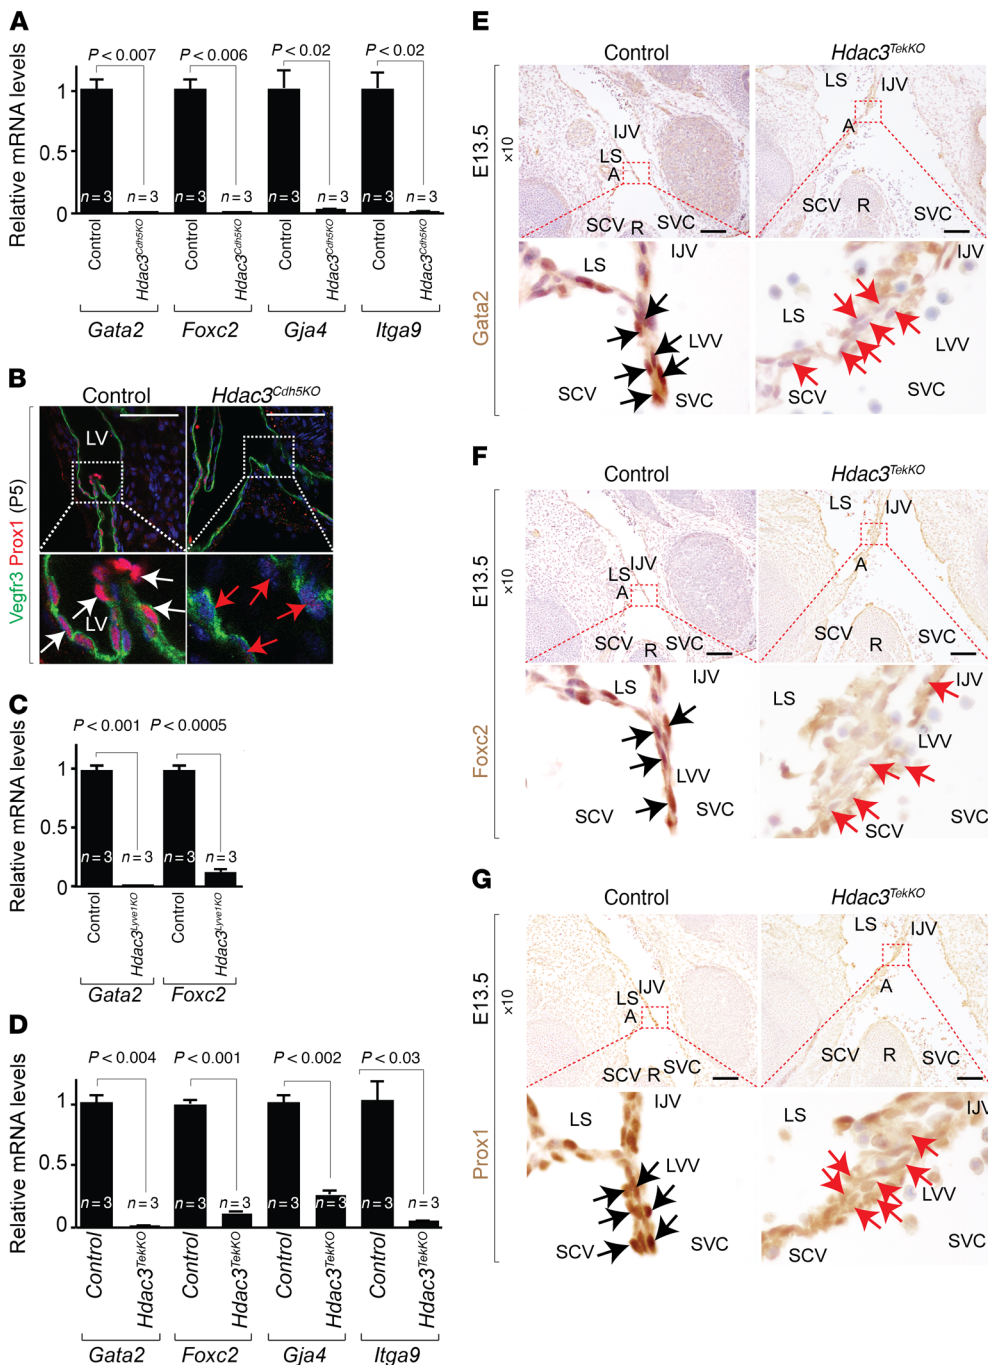 A
P < 0.007 P < 0.006 P < 0.02 P < 0.02
Relative mRNA levels
1
0.5
0
n = 3 n = 3 n = 3 n = 3 n = 3 n = 3 n = 3 n = 3
Control Hdac3Cdh5KO Control Hdac3Cdh5KO Control Hdac3Cdh5KO Control Hdac3Cdh5KO
Gata2 Foxc2 Gja4 Itga9
B
Control Hdac3Cdh5KO
Vegfr3 Prox1 (P5)
LV
LV
C
P < 0.001 P < 0.0005
Relative mRNA levels
1
0.5
0
n = 3 n = 3 n = 3 n = 3
Control Hdac3Lyve1KO Control Hdac3Lyve1KO
Gata2 Foxc2
D
P < 0.004 P < 0.001 P < 0.002 P < 0.03
Relative mRNA levels
1
0.5
0
n = 3 n = 3 n = 3 n = 3 n = 3 n = 3 n = 3 n = 3
Control Hdac3TekKO Control Hdac3TekKO Control Hdac3TekKO Control Hdac3TekKO
Gata2 Foxc2 Gja4 Itga9
E
Control Hdac3TekKO
E13.5
×10
Gata2
IJV
LS
A
SCV R SVC
LS IJV
A
SCV R SVC
LS IJV
LVV
SCV SVC
IJV
LS
LVV
SCV SVC
F
Control Hdac3TekKO
E13.5
×10
Foxc2
IJV
LS
A
SCV R SVC
LS IJV
A
SCV R SVC
LS IJV
LVV
SCV SVC
LS IJV
LVV
SCV SVC
G
Control Hdac3TekKO
E13.5
×10
Prox1
LS IJV
A
SCV R SVC
LS IJV
A
SCV R SVC
LS IJV
LVV
SCV SVC
LS IJV
LVV
SCV SVC